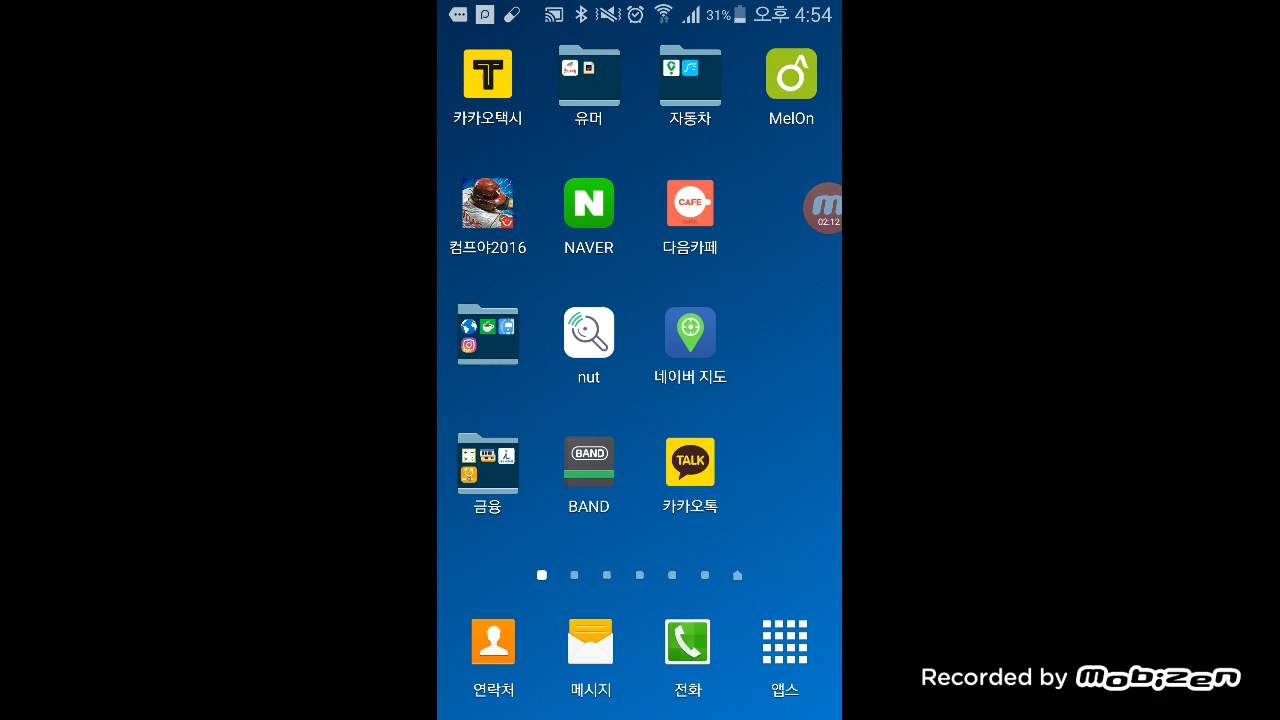 31% 오후 4:54
T
카카오택시 유머 자동차 MelOn
N CAFE
02:12
컴프야2016 NAVER 다음카페
nut 네이버 지도
BAND TALK
금융 BAND 카카오톡
연락처 메시지 전화 앱스
Recorded by mobizen